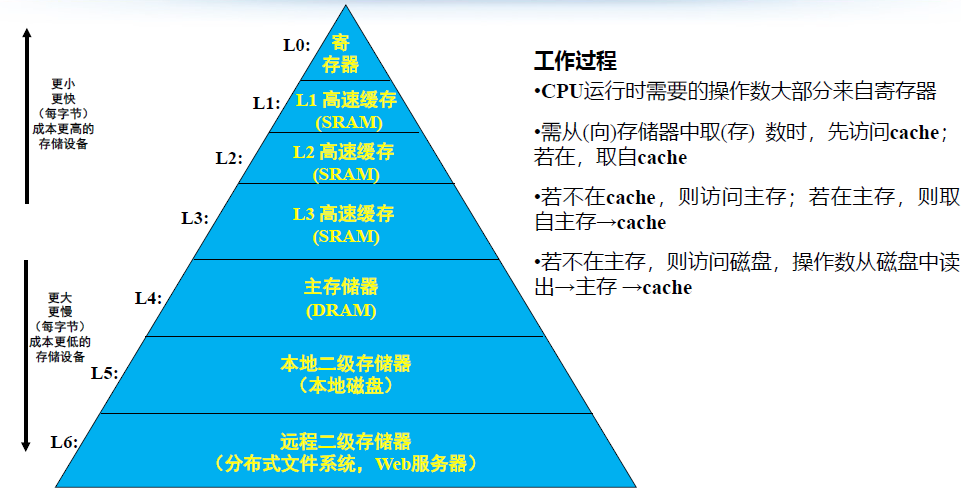 更小
更快
（每字节）
成本更高的
存储设备
更大
更慢
（每字节）
成本更低的
存储设备
L0:
寄
存器
L1:
L1 高速缓存
(SRAM)
L2:
L2 高速缓存
(SRAM)
L3:
L3 高速缓存
(SRAM)
L4:
主存储器
(DRAM)
L5:
本地二级存储器
（本地磁盘）
L6:
远程二级存储器
（分布式文件系统，Web服务器）
工作过程
•CPU运行时需要的操作数大部分来自寄存器
•需从(向)存储器中取(存) 数时，先访问cache；
若在，取自cache
•若不在cache，则访问主存；若在主存，则取
自主存→cache
•若不在主存，则访问磁盘，操作数从磁盘中读
出→主存 →cache